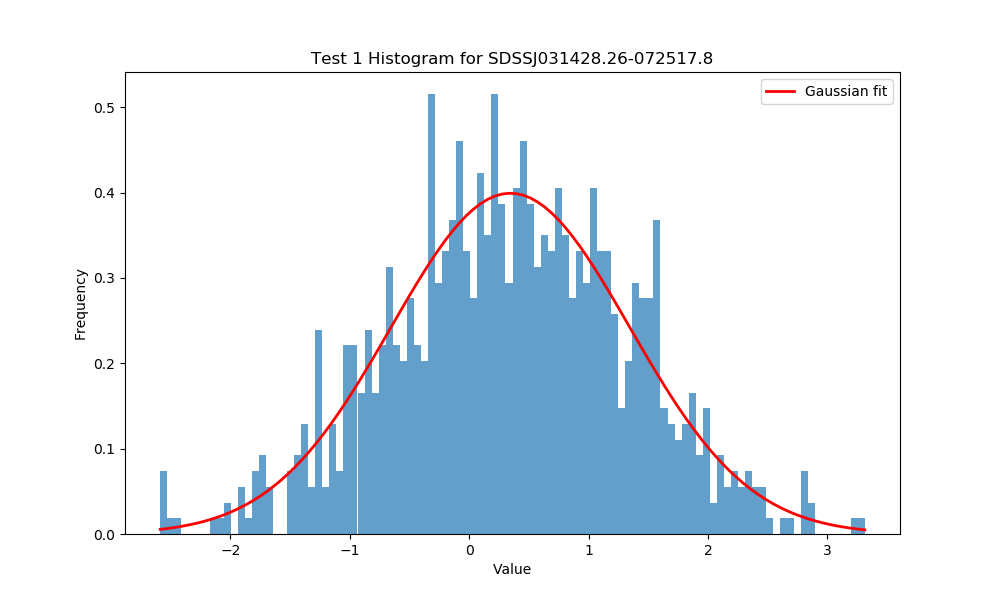 Test 1 Histogram for SDSSJ031428.26-072517.8
Gaussian fit
0.5
0.4
0.3
0.2
0.1
0.0
Frequency
−2 −1 0 1 2 3
Value